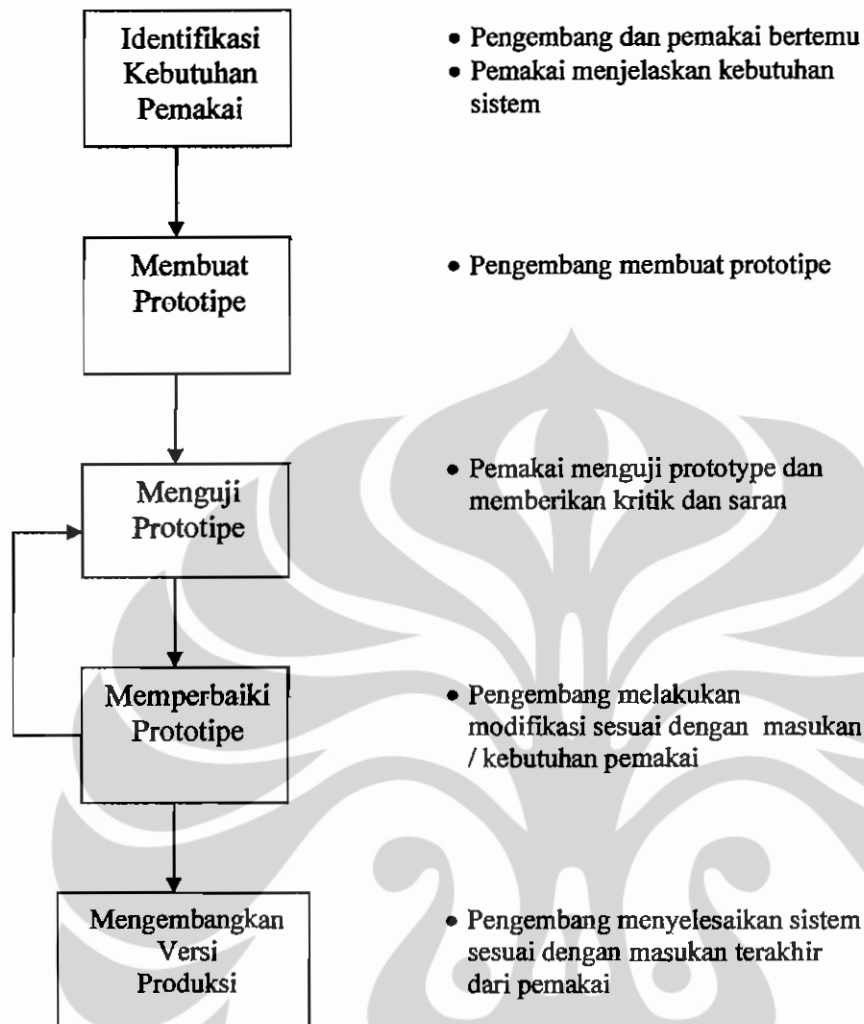 Identifikasi
Kebutuhan
Pemakai
• Pengembang dan pemakai bertemu
• Pemakai menjelaskan kebutuhan
sistem
Membuat
Prototipe
• Pengembang membuat prototipe
Menguji
Prototipe
• Pemakai menguji prototype dan
memberikan kritik dan saran
Memperbaiki
Prototipe
• Pengembang melakukan
modifikasi sesuai dengan masukan
/ kebutuhan pemakai
Mengembangkan
Versi
Produksi
• Pengembang menyelesaikan sistem
sesuai dengan masukan terakhir
dari pemakai